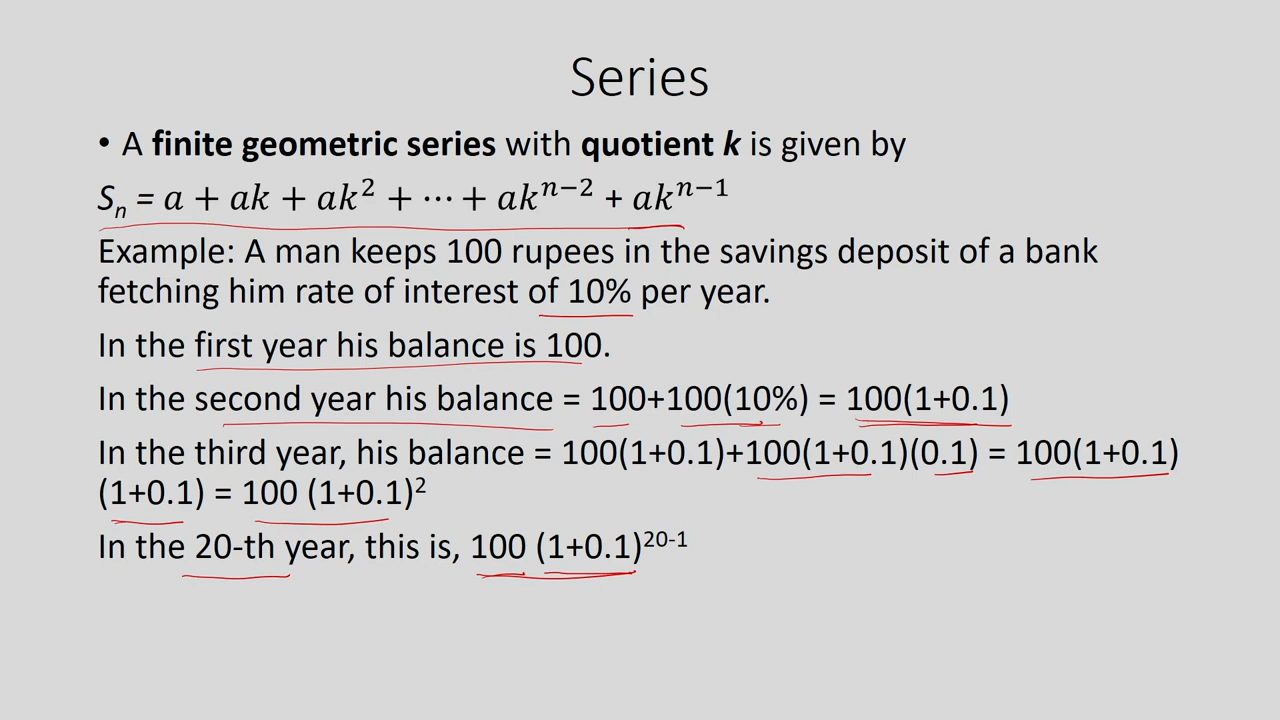 Series
• A finite geometric series with quotient k is given by
Sₙ = a + ak + ak² + ⋯ + akⁿ⁻² + akⁿ⁻¹
Example: A man keeps 100 rupees in the savings deposit of a bank
fetching him rate of interest of 10% per year.
In the first year his balance is 100.
In the second year his balance = 100+100(10%) = 100(1+0.1)
In the third year, his balance = 100(1+0.1)+100(1+0.1)(0.1) = 100(1+0.1)
(1+0.1) = 100 (1+0.1)²
In the 20-th year, this is, 100 (1+0.1)²⁰⁻¹